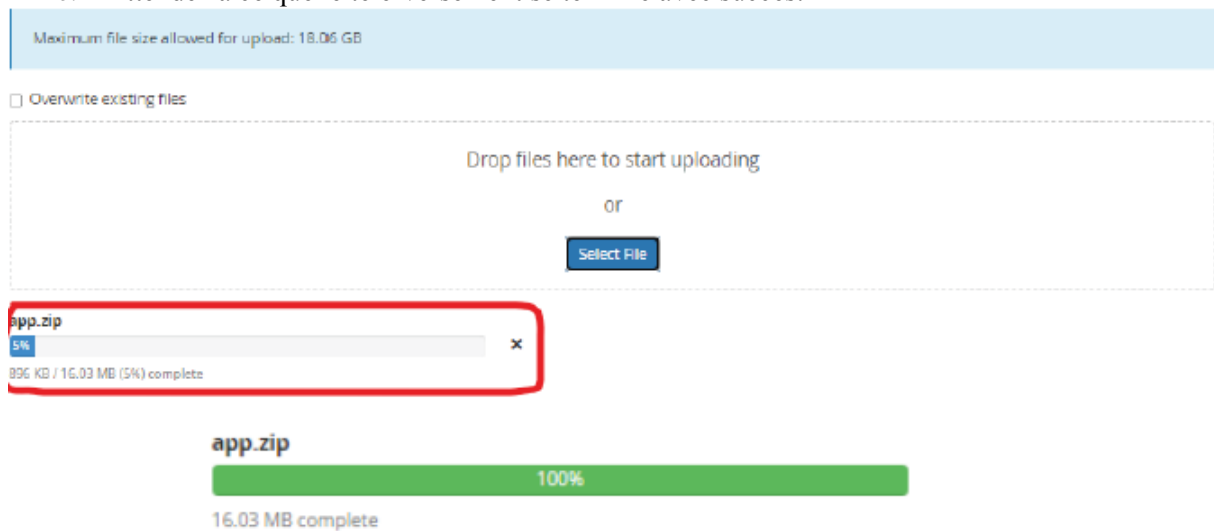 Maximum file size allowed for upload: 18.06 GB
Overwrite existing files
Drop files here to start uploading
or
Select File
app.zip
5%
896 KB / 16.03 MB (5%) complete
app.zip
100%
16.03 MB complete